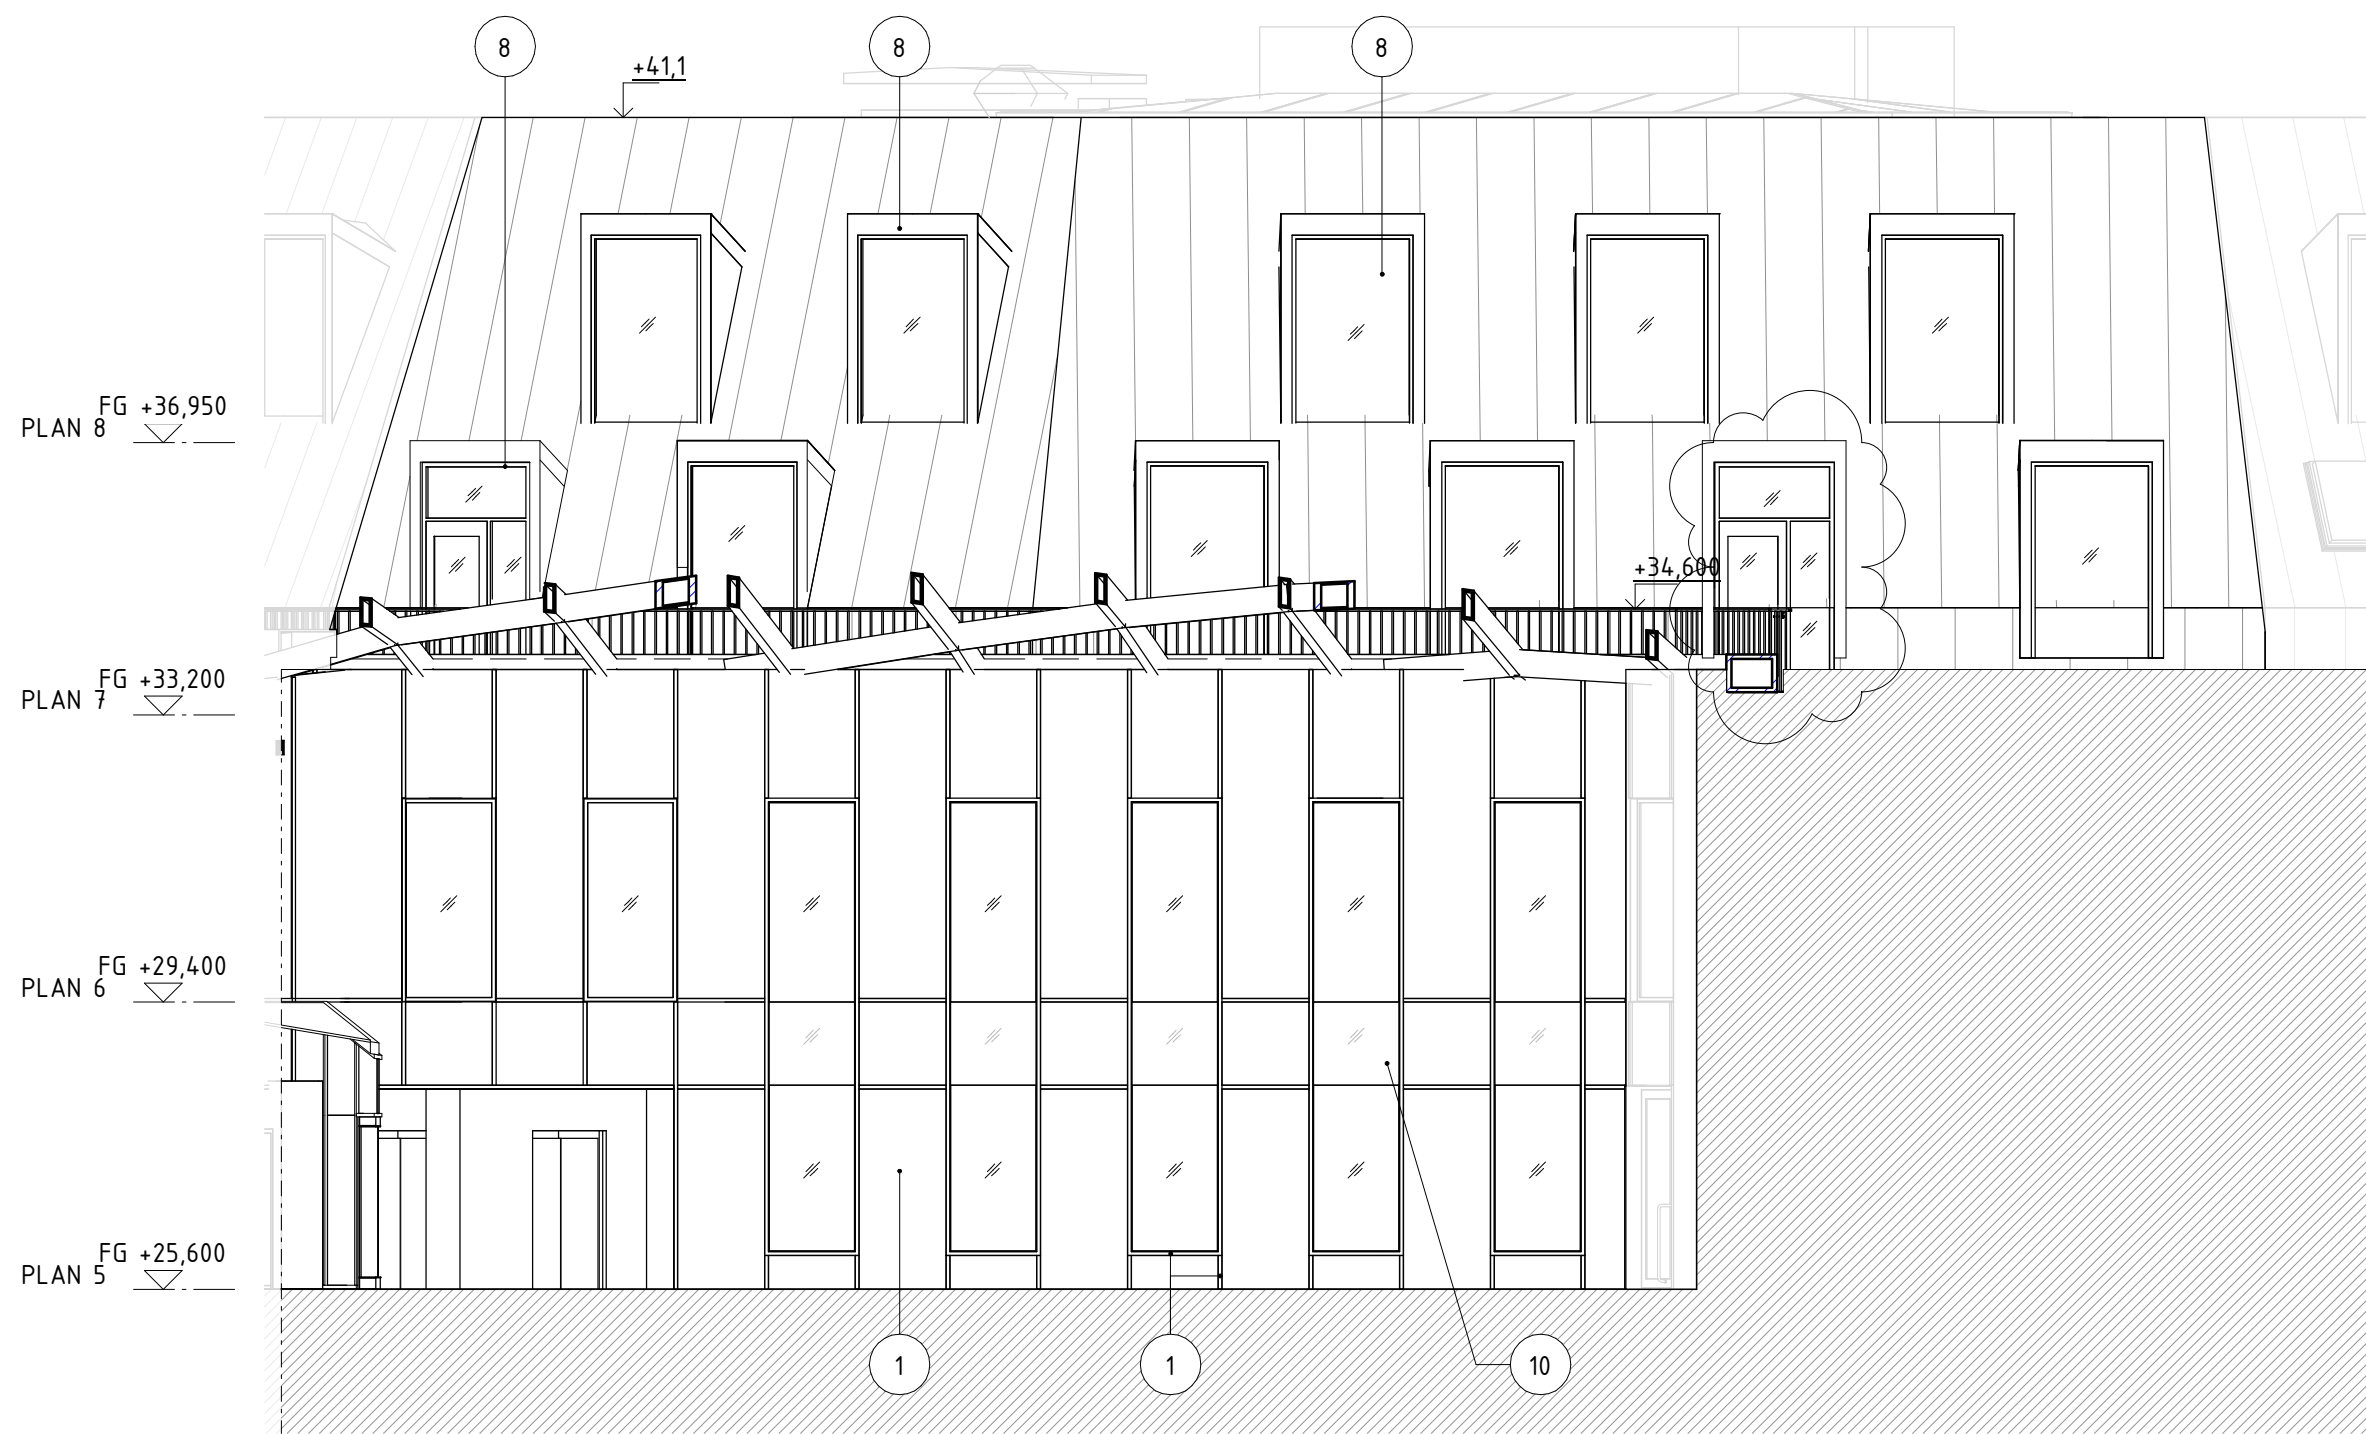 8
8
8
+41,1
FG +36,950
PLAN 8
+34,600
FG +33,200
PLAN 7
FG +29,400
PLAN 6
FG +25,600
PLAN 5
1
1
10